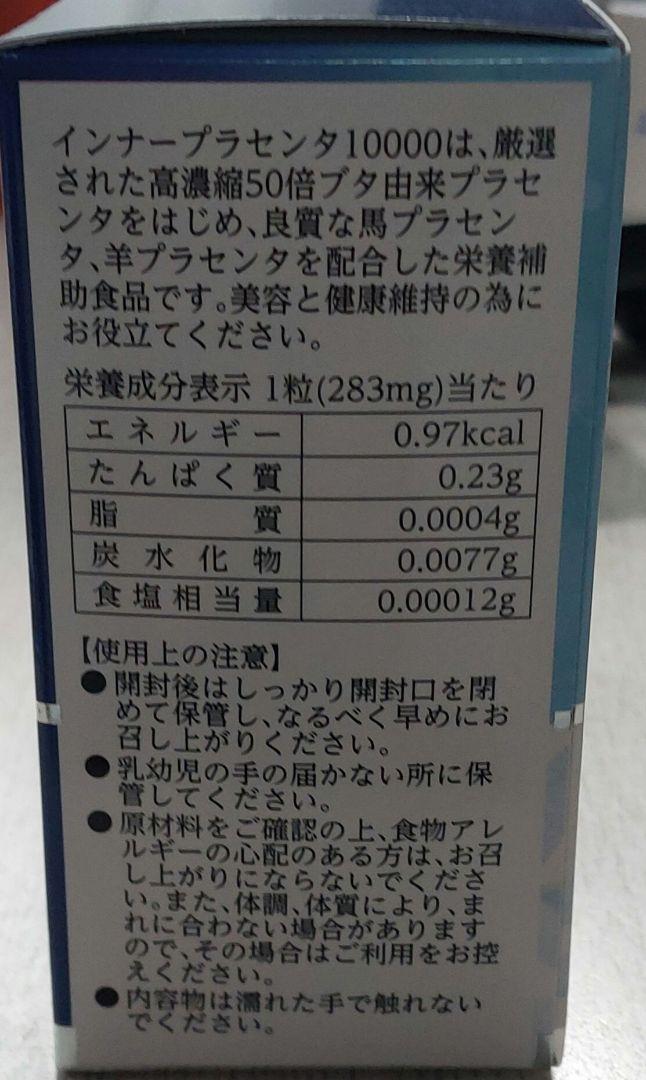 インナープラセンタ10000は、厳選
された高濃縮50倍ブタ由来プラセ
ンタをはじめ、良質な馬プラセン
タ、羊プラセンタを配合した栄養補
助食品です。美容と健康維持の為に
お役立てください。
栄養成分表示 1粒(283mg)当たり
エネルギー 0.97kcal
たんぱく質 0.23g
脂質 0.0004g
炭水化物 0.0077g
食塩相当量 0.00012g
【使用上の注意】
●開封後はしっかり開封口を閉
めて保管し、なるべく早めにお
召し上がりください。
●乳幼児の手の届かない所に保
管してください。
●原材料をご確認の上、食物アレ
ルギーの心配のある方は、お召
し上がりにならないでくださ
い。また、体調、体質により、ま
れに合わない場合があります
ので、その場合はご利用をお控
えください。
●内容物は濡れた手で触れない
でください。